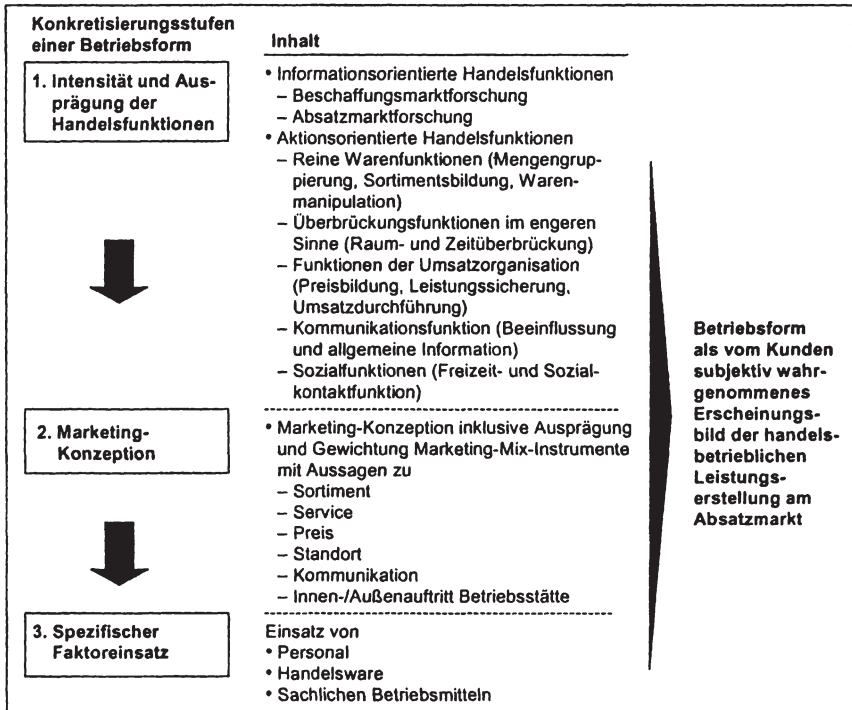 Konkretisierungsstufen
einer Betriebsform
Inhalt
1. Intensität und Aus-
prägung der
Handelsfunktionen
• Informationsorientierte Handelsfunktionen
– Beschaffungsmarktforschung
– Absatzmarktforschung
• Aktionsorientierte Handelsfunktionen
– Reine Warenfunktionen (Mengengrup-
pierung, Sortimentsbildung, Waren-
manipulation)
– Überbrückungsfunktionen im engeren
Sinne (Raum- und Zeitüberbrückung)
– Funktionen der Umsatzorganisation
(Preisbildung, Leistungssicherung,
Umsatzdurchführung)
– Kommunikationsfunktion (Beeinflussung
und allgemeine Information)
– Sozialfunktionen (Freizeit- und Sozial-
kontaktfunktion)
2. Marketing-
Konzeption
• Marketing-Konzeption inklusive Ausprägung
und Gewichtung Marketing-Mix-Instrumente
mit Aussagen zu
– Sortiment
– Service
– Preis
– Standort
– Kommunikation
– Innen-/Außenauftritt Betriebsstätte
3. Spezifischer
Faktoreinsatz
Einsatz von
• Personal
• Handelsware
• Sachlichen Betriebsmitteln
Betriebsform
als vom Kunden
subjektiv wahr-
genommenes
Erscheinungs-
bild der handels-
betrieblichen
Leistungs-
erstellung am
Absatzmarkt